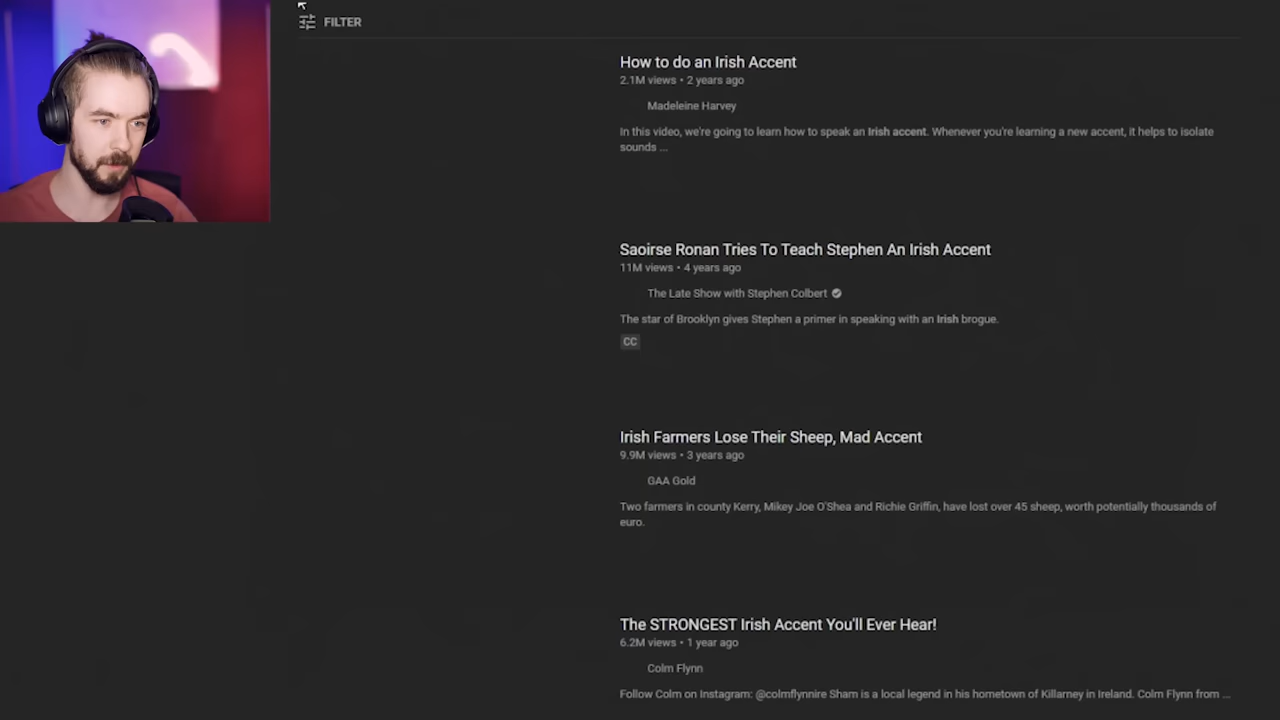 FILTER
How to do an Irish Accent
2.1M views • 2 years ago
Madeleine Harvey
In this video, we're going to learn how to speak an Irish accent. Whenever you're learning a new accent, it helps to isolate
sounds ...
Saoirse Ronan Tries To Teach Stephen An Irish Accent
11M views • 4 years ago
The Late Show with Stephen Colbert
The star of Brooklyn gives Stephen a primer in speaking with an Irish brogue.
CC
Irish Farmers Lose Their Sheep, Mad Accent
9.9M views • 3 years ago
GAA Gold
Two farmers in county Kerry, Mikey Joe O'Shea and Richie Griffin, have lost over 45 sheep, worth potentially thousands of
euro.
The STRONGEST Irish Accent You'll Ever Hear!
6.2M views • 1 year ago
Colm Flynn
Follow Colm on Instagram: @colmflynnire Sham is a local legend in his hometown of Killarney in Ireland. Colm Flynn from ...